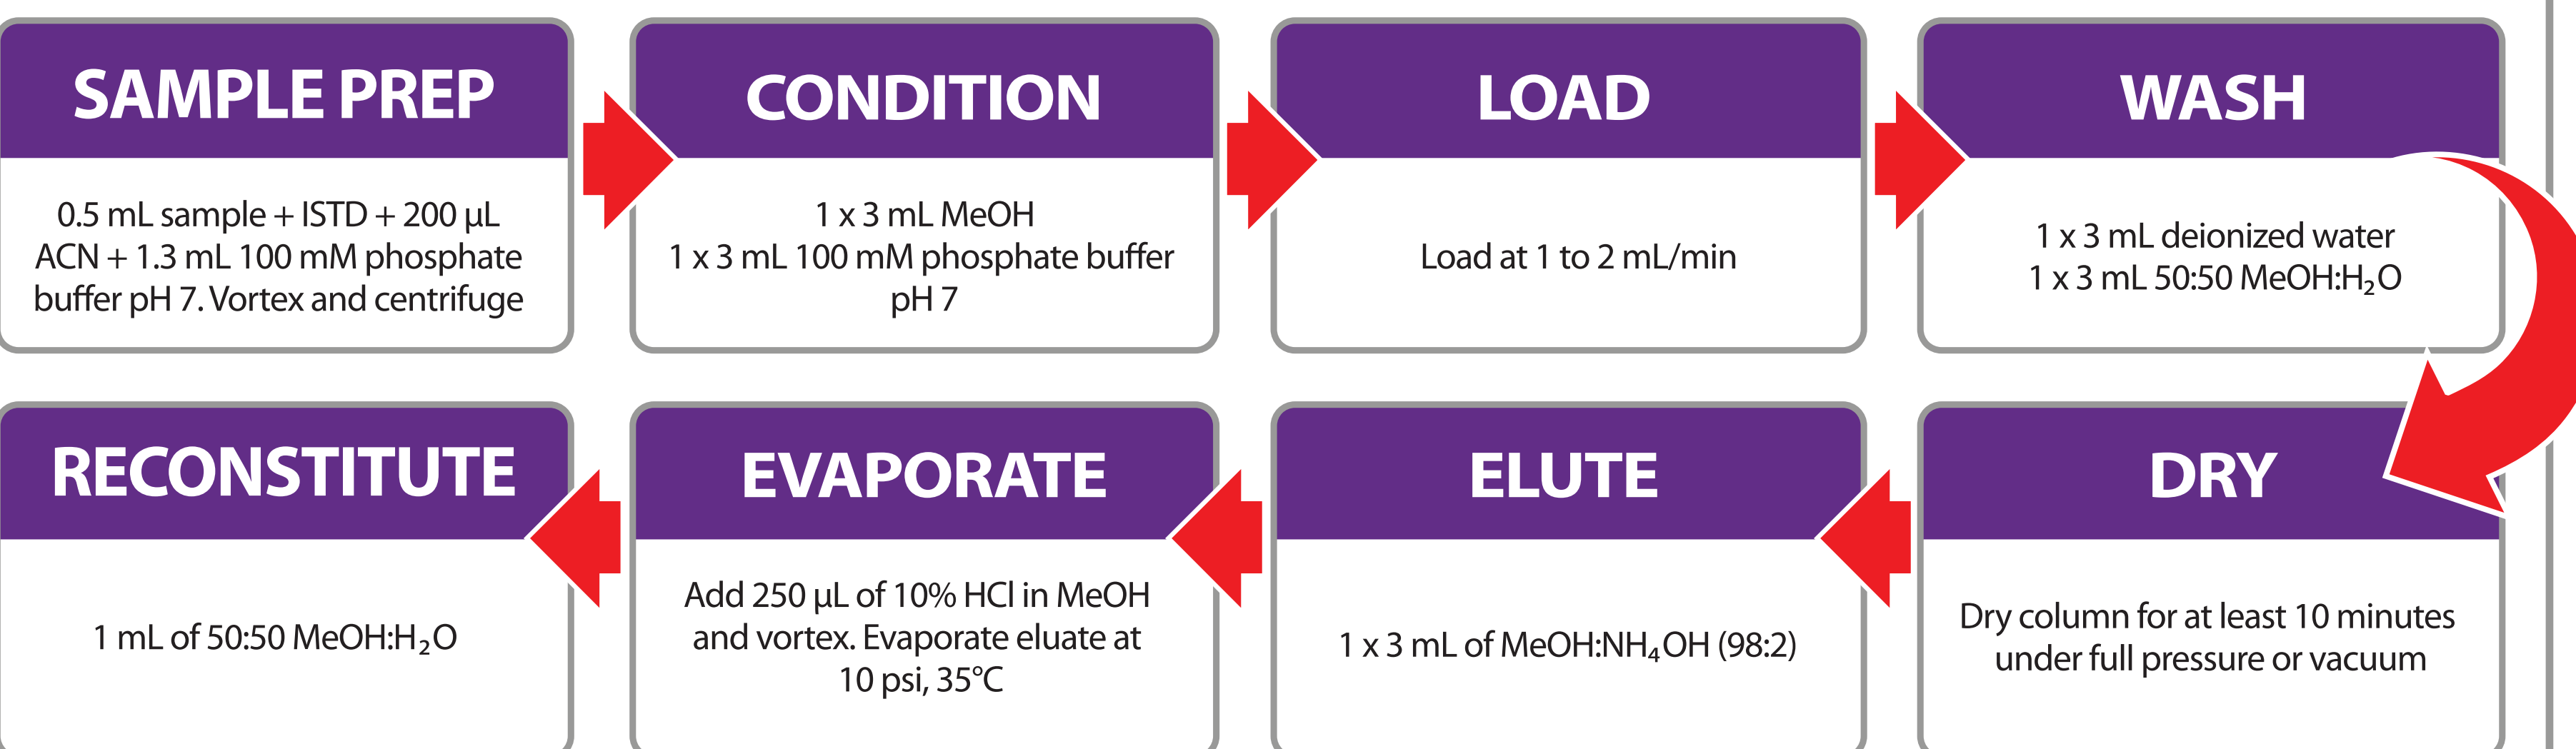 SAMPLE PREP
0.5 mL sample + ISTD + 200 µL
ACN + 1.3 mL 100 mM phosphate
buffer pH 7. Vortex and centrifuge
CONDITION
1 x 3 mL MeOH
1 x 3 mL 100 mM phosphate buffer
pH 7
LOAD
Load at 1 to 2 mL/min
WASH
1 x 3 mL deionized water
1 x 3 mL 50:50 MeOH:H₂O
DRY
Dry column for at least 10 minutes
under full pressure or vacuum
ELUTE
1 x 3 mL of MeOH:NH₄OH (98:2)
EVAPORATE
Add 250 µL of 10% HCl in MeOH
and vortex. Evaporate eluate at
10 psi, 35°C
RECONSTITUTE
1 mL of 50:50 MeOH:H₂O